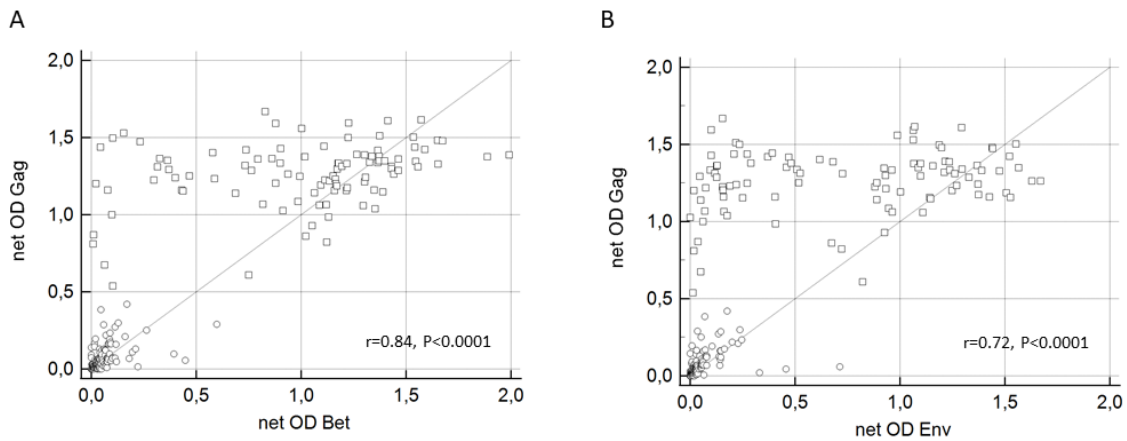 A
2,0
1,5
1,0
0,5
0,0
net OD Gag
0,0 0,5 1,0 1,5 2,0
net OD Bet
r=0.84, P<0.0001
B
2,0
1,5
1,0
0,5
0,0
net OD Gag
0,0 0,5 1,0 1,5 2,0
net OD Env
r=0.72, P<0.0001